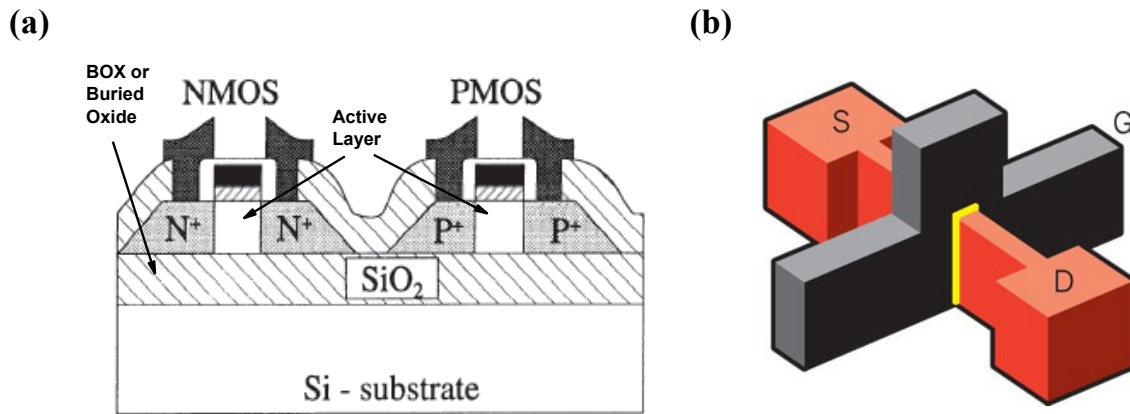 (a)
BOX or
Buried
Oxide
NMOS
Active
Layer
PMOS
N+
N+
P+
P+
SiO₂
Si - substrate
(b)
S
G
D